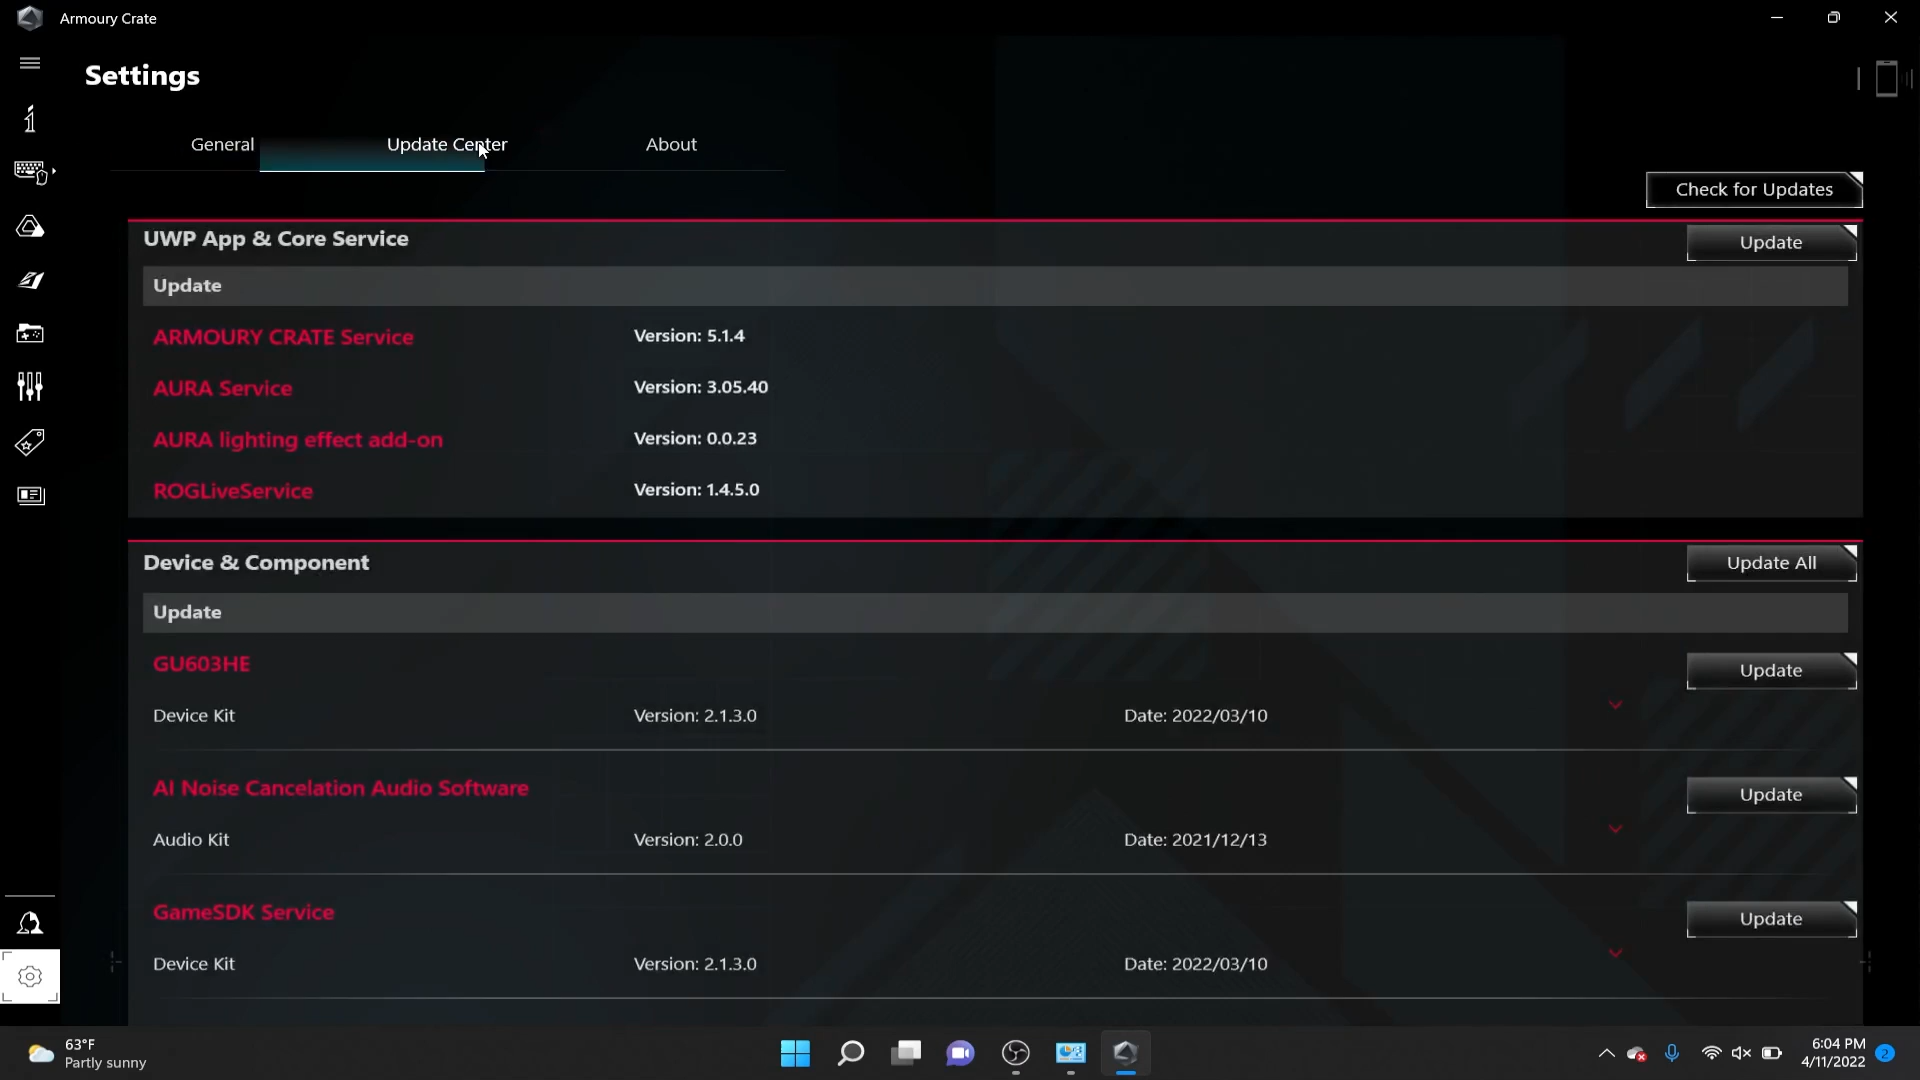 Armoury Crate
Settings
General Update Center About
Check for Updates
UWP App & Core Service Update
Update
ARMOURY CRATE Service Version: 5.1.4
AURA Service Version: 3.05.40
AURA lighting effect add-on Version: 0.0.23
ROGLiveService Version: 1.4.5.0
Device & Component Update All
Update
GU603HE Update
Device Kit Version: 2.1.3.0 Date: 2022/03/10
AI Noise Cancelation Audio Software Update
Audio Kit Version: 2.0.0 Date: 2021/12/13
GameSDK Service Update
Device Kit Version: 2.1.3.0 Date: 2022/03/10
63°F
Partly sunny
6:04 PM
4/11/2022
2